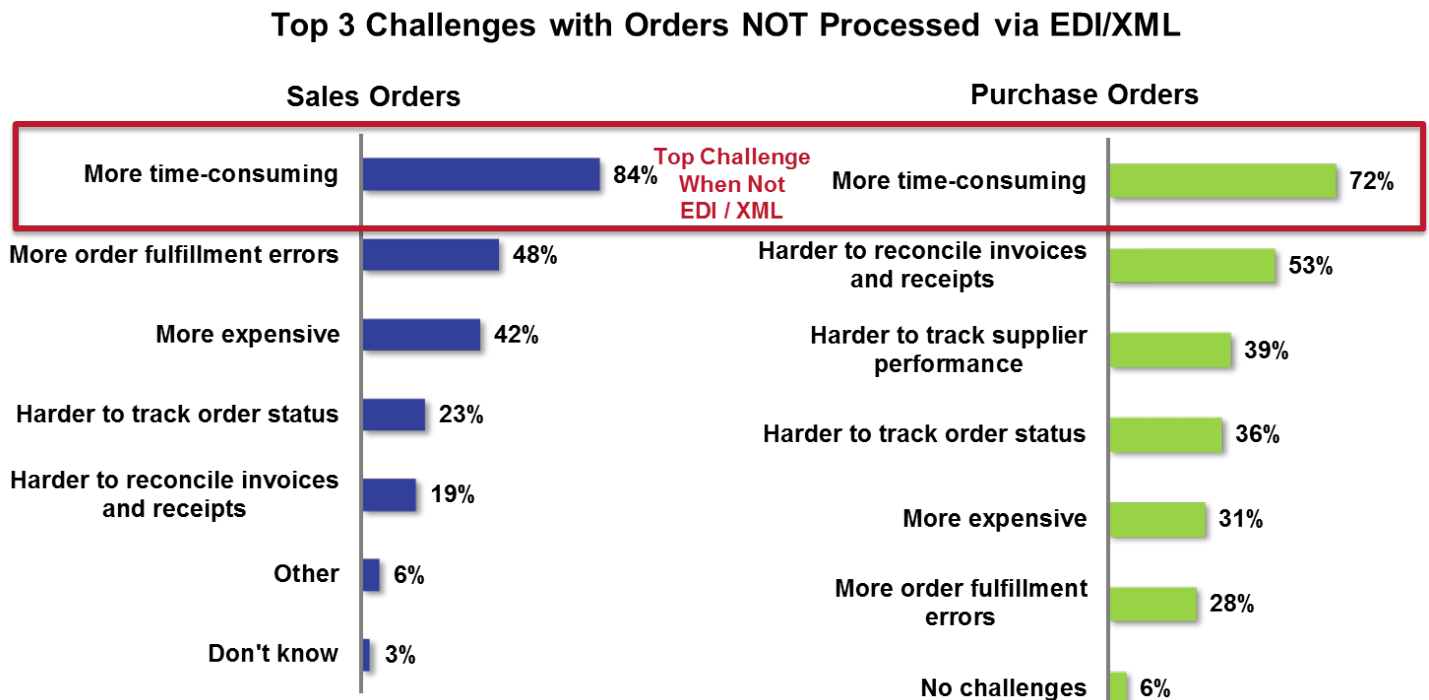 Top 3 Challenges with Orders NOT Processed via EDI/XML
Sales Orders
More time-consuming
84%
Top Challenge
When Not
EDI / XML
More order fulfillment errors
48%
More expensive
42%
Harder to track order status
23%
Harder to reconcile invoices
and receipts
19%
Other
6%
Don't know
3%
Purchase Orders
More time-consuming
72%
Harder to reconcile invoices
and receipts
53%
Harder to track supplier
performance
39%
Harder to track order status
36%
More expensive
31%
More order fulfillment
errors
28%
No challenges
6%